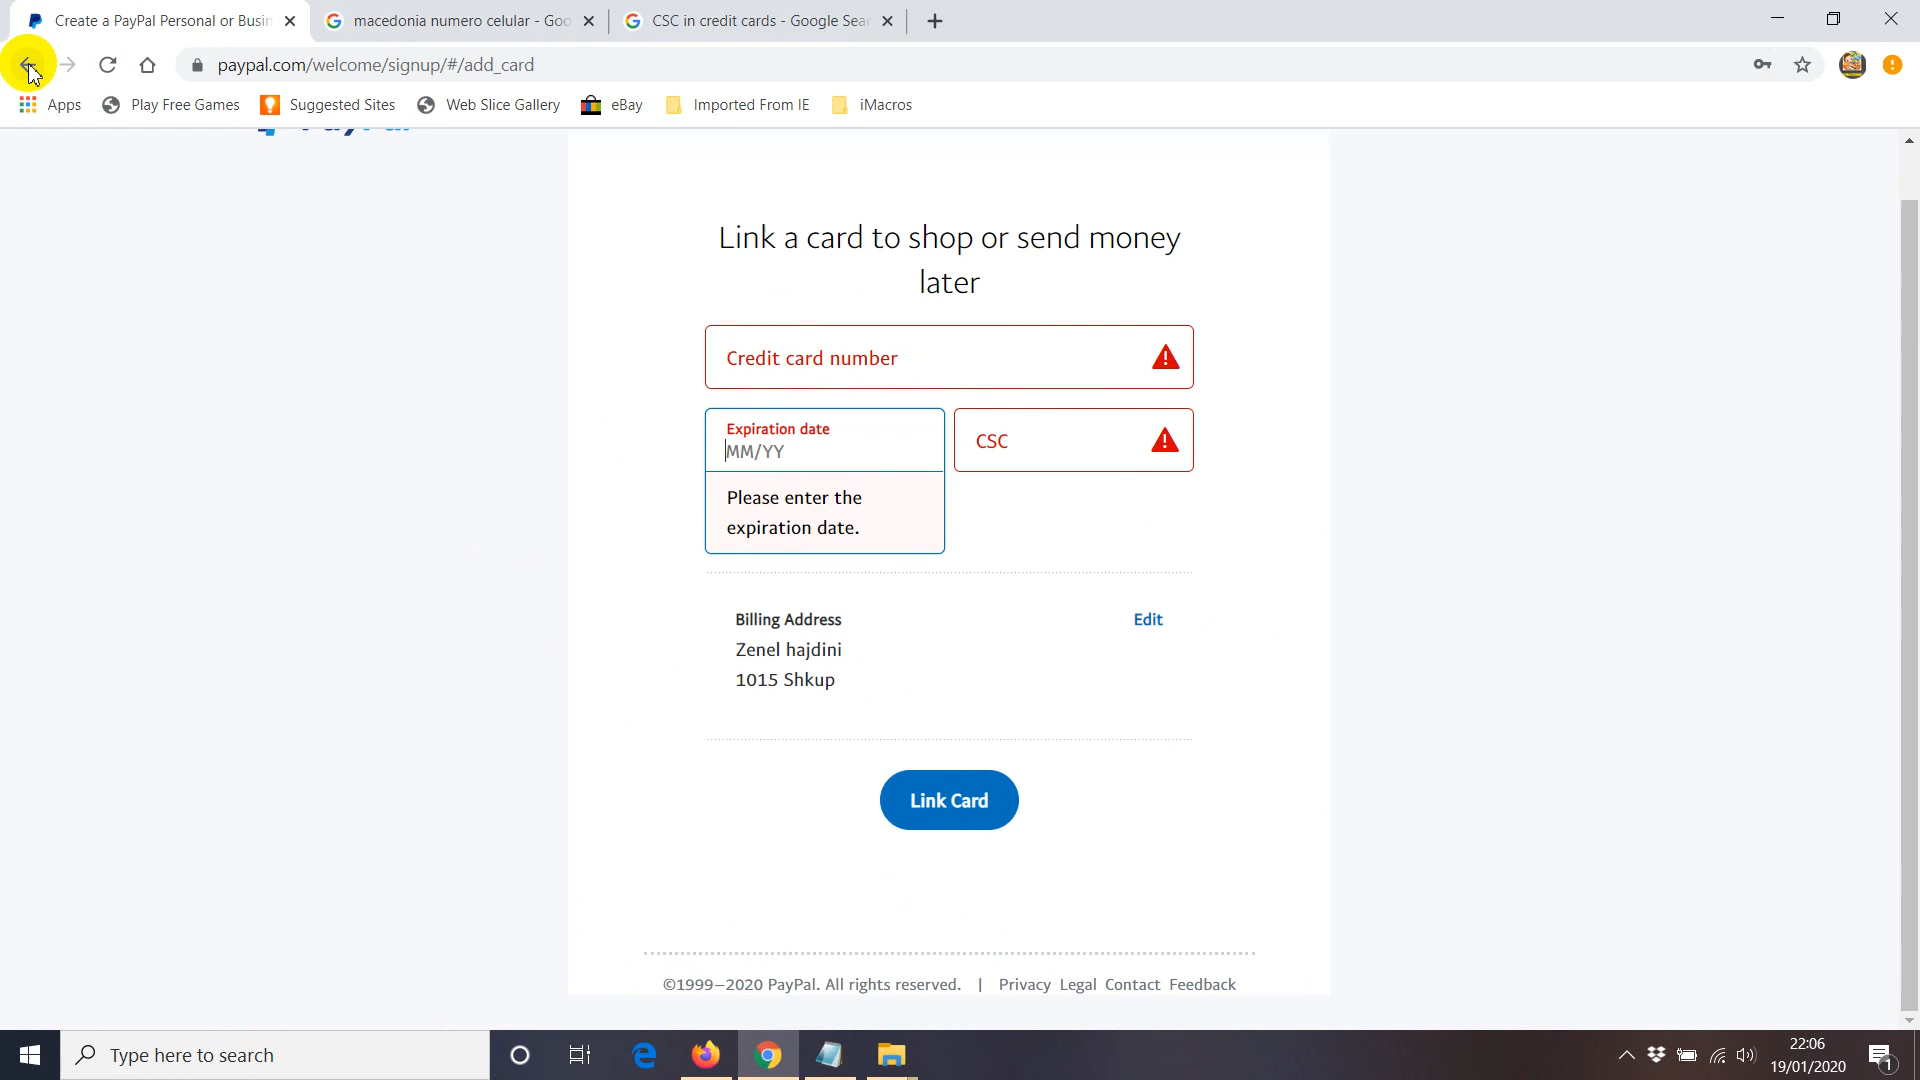 Create a PayPal Personal or Busin
macedonia numero celular - Goo
CSC in credit cards - Google Sear
paypal.com/welcome/signup/#/add_card
Apps
Play Free Games
Suggested Sites
Web Slice Gallery
eBay
Imported From IE
iMacros
Link a card to shop or send money
later
Credit card number
Expiration date
MM/YY
CSC
Please enter the
expiration date.
Billing Address
Edit
Zenel hajdini
1015 Shkup
Link Card
©1999–2020 PayPal. All rights reserved. | Privacy Legal Contact Feedback
Type here to search
22:06
19/01/2020
1